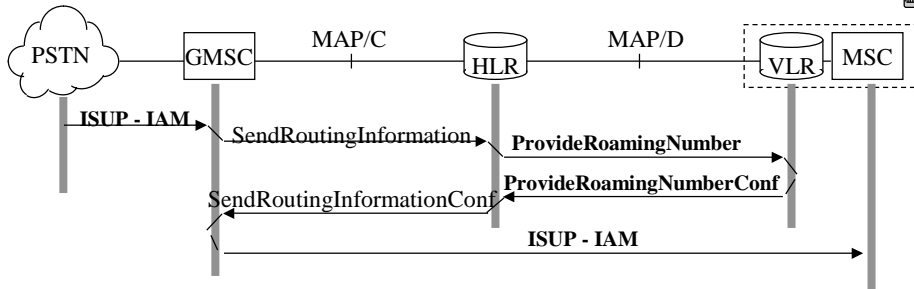 PSTN
GMSC
MAP/C
HLR
MAP/D
VLR
MSC
ISUP - IAM
SendRoutingInformation
ProvideRoamingNumber
ProvideRoamingNumberConf
SendRoutingInformationConf
ISUP - IAM